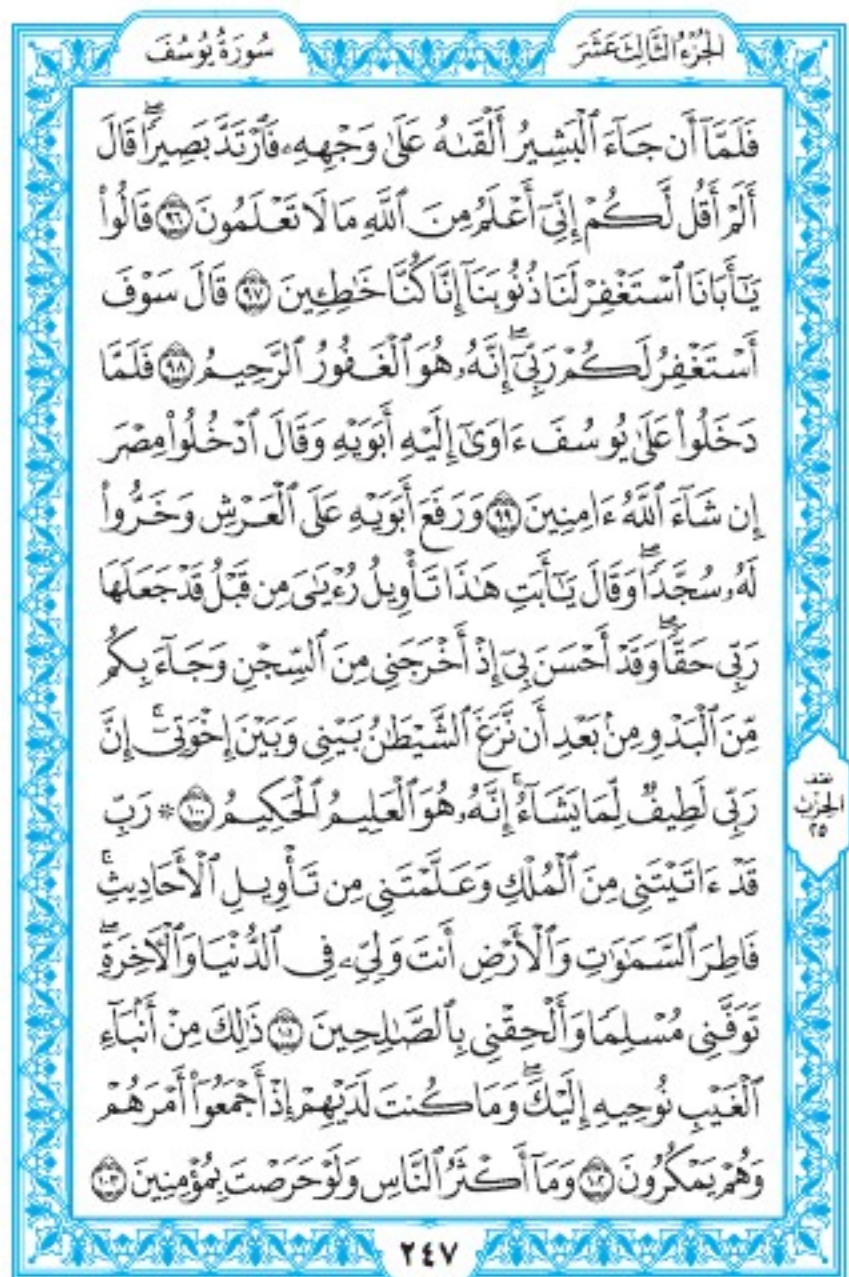 الجزء الثالث عشر
سورة يوسف
فَلَمَّآ أَن جَآءَ ٱلْبَشِيرُ أَلْقَىٰهُ عَلَىٰ وَجْهِهِۦ فَٱرْتَدَّ بَصِيرًاۖ قَالَ
أَلَمْ أَقُل لَّكُمْ إِنِّىٓ أَعْلَمُ مِنَ ٱللَّهِ مَا لَا تَعْلَمُونَ ٩٦ قَالُوا۟
يَـٰٓأَبَانَا ٱسْتَغْفِرْ لَنَا ذُنُوبَنَآ إِنَّا كُنَّا خَـٰطِـِٔينَ ٩٧ قَالَ سَوْفَ
أَسْتَغْفِرُ لَكُمْ رَبِّىٓۖ إِنَّهُۥ هُوَ ٱلْغَفُورُ ٱلرَّحِيمُ ٩٨ فَلَمَّا
دَخَلُوا۟ عَلَىٰ يُوسُفَ ءَاوَىٰٓ إِلَيْهِ أَبَوَيْهِ وَقَالَ ٱدْخُلُوا۟ مِصْرَ
إِن شَآءَ ٱللَّهُ ءَامِنِينَ ٩٩ وَرَفَعَ أَبَوَيْهِ عَلَى ٱلْعَرْشِ وَخَرُّوا۟
لَهُۥ سُجَّدًاۖ وَقَالَ يَـٰٓأَبَتِ هَـٰذَا تَأْوِيلُ رُءْيَـٰىَ مِن قَبْلُ قَدْ جَعَلَهَا
رَبِّى حَقًّاۖ وَقَدْ أَحْسَنَ بِىٓ إِذْ أَخْرَجَنِى مِنَ ٱلسِّجْنِ وَجَآءَ بِكُم
مِّنَ ٱلْبَدْوِ مِنۢ بَعْدِ أَن نَّزَغَ ٱلشَّيْطَـٰنُ بَيْنِى وَبَيْنَ إِخْوَتِىٓۚ إِنَّ
رَبِّى لَطِيفٌ لِّمَا يَشَآءُۚ إِنَّهُۥ هُوَ ٱلْعَلِيمُ ٱلْحَكِيمُ ١٠٠ ۞ رَبِّ
قَدْ ءَاتَيْتَنِى مِنَ ٱلْمُلْكِ وَعَلَّمْتَنِى مِن تَأْوِيلِ ٱلْأَحَادِيثِۚ
فَاطِرَ ٱلسَّمَـٰوَٰتِ وَٱلْأَرْضِ أَنتَ وَلِىِّۦ فِى ٱلدُّنْيَا وَٱلْـَٔاخِرَةِۖ
تَوَفَّنِى مُسْلِمًا وَأَلْحِقْنِى بِٱلصَّـٰلِحِينَ ١٠١ ذَٰلِكَ مِنْ أَنۢبَآءِ
ٱلْغَيْبِ نُوحِيهِ إِلَيْكَۖ وَمَا كُنتَ لَدَيْهِمْ إِذْ أَجْمَعُوٓا۟ أَمْرَهُمْ
وَهُمْ يَمْكُرُونَ ١٠٢ وَمَآ أَكْثَرُ ٱلنَّاسِ وَلَوْ حَرَصْتَ بِمُؤْمِنِينَ ١٠٣
نصف
الحزب
٢٥
٢٤٧